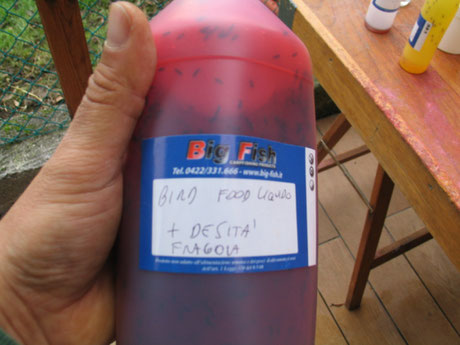 Big Fish
Tel. 0422/331.666 - www.big-fish.it
BIRD FOOD LIQUIDO
+ DESITA'
FRAGOLA